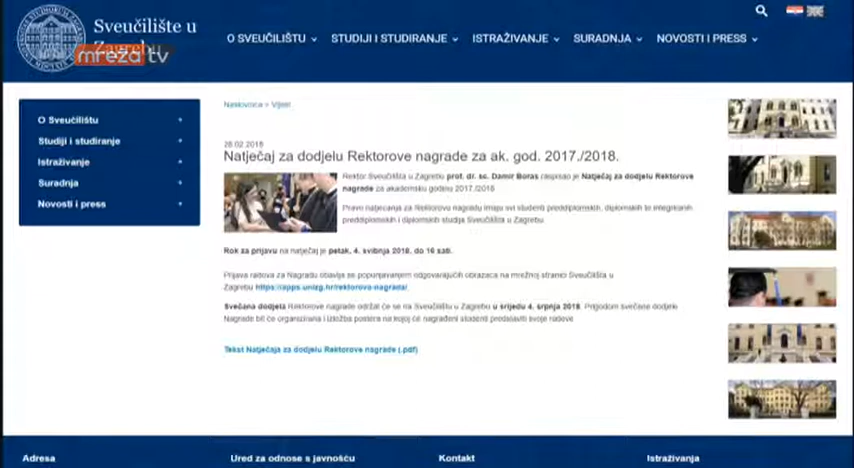 Sveučilište u
Zagrebu
mreza tv
O SVEUČILIŠTU
STUDIJI I STUDIRANJE
ISTRAŽIVANJE
SURADNJA
NOVOSTI I PRESS
O Sveučilištu
Studiji i studiranje
Istraživanje
Suradnja
Novosti i press
Naslovnica > Vijest
28.02.2018
Natječaj za dodjelu Rektorove nagrade za ak. god. 2017./2018.
Rektor Sveučilišta u Zagrebu prof. dr. sc. Damir Boras raspisao je Natječaj za dodjelu Rektorove
nagrade za akademsku godinu 2017./2018
Pravo natjecanja za Rektorovu nagradu imaju svi studenti preddiplomskih, diplomskih te integriranih
preddiplomskih i diplomskih studija Sveučilišta u Zagrebu
Rok za prijavu na natječaj je petak, 4. svibnja 2018. do 16 sati.
Prijava radova za Nagradu obavlja se popunjavanjem odgovarajućih obrazaca na mrežnoj stranici Sveučilišta u
Zagrebu https://apps.unizg.hr/rektorova-nagrada/.
Svečana dodjela Rektorove nagrade održat će se na Sveučilištu u Zagrebu u srijedu 4. srpnja 2018. Prigodom svečane dodjele
Nagrade bit će organizirana i izložba postera na kojoj će nagrađeni studenti predstaviti svoje radove
Tekst Natječaja za dodjelu Rektorove nagrade (.pdf)
Adresa
Ured za odnose s javnošću
Kontakt
Istraživanja